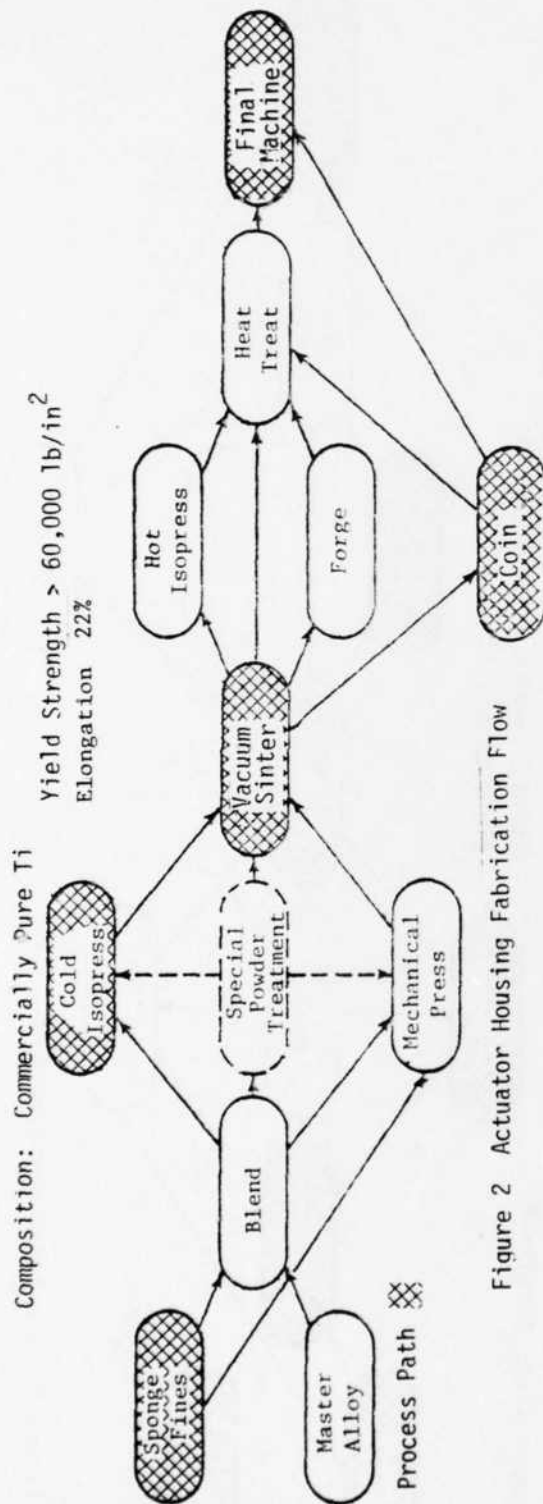 Composition: Commercially Pure Ti
Yield Strength > 60,000 lb/in²
Elongation 22%
Sponge
Fines
Master
Alloy
Blend
Cold
Isopress
Special
Powder
Treatment
Mechanical
Press
Vacuum
Sinter
Hot
Isopress
Forge
Coin
Heat
Treat
Final
Machine
Process Path
Figure 2 Actuator Housing Fabrication Flow